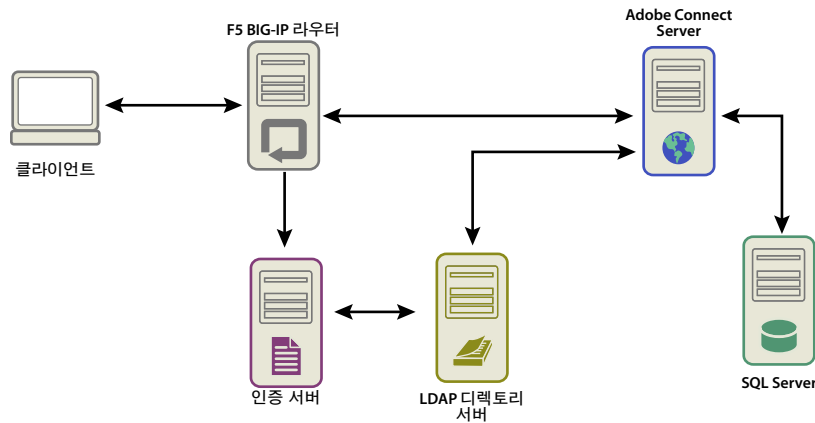 F5 BIG-IP 라우터
Adobe Connect
Server
클라이언트
인증 서버
LDAP 디렉토리
서버
SQL Server